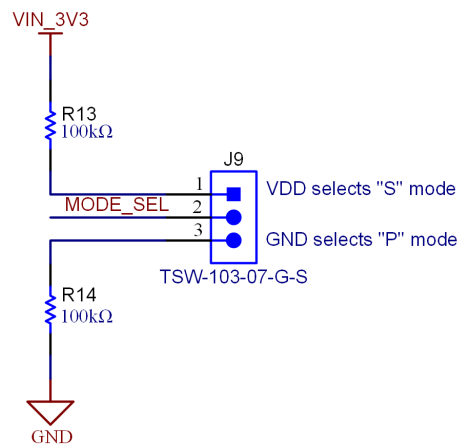 VIN_3V3
R13
100kΩ
J9
1
VDD selects "S" mode
MODE_SEL
2
3
GND selects "P" mode
TSW-103-07-G-S
R14
100kΩ
GND